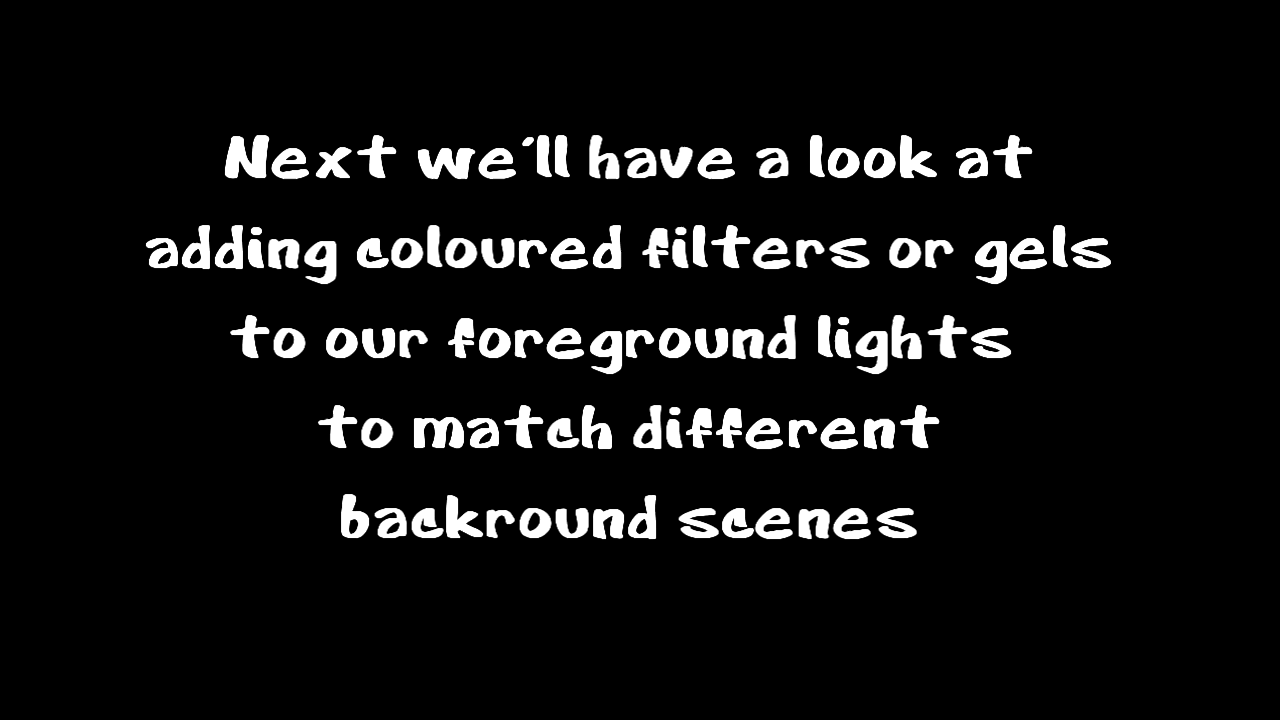 Next we'll have a look at
adding coloured filters or gels
to our foreground lights
to match different
backround scenes